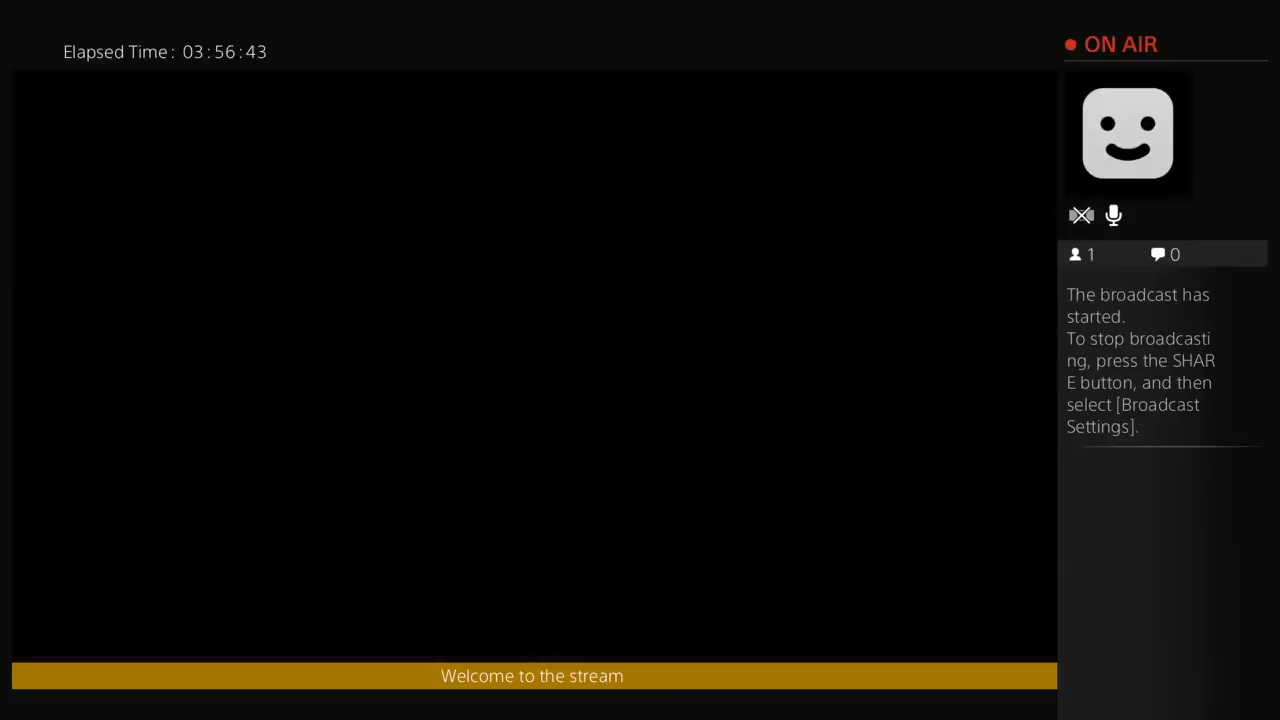 Elapsed Time: 03:56:43
ON AIR
1 0
The broadcast has
started.
To stop broadcasti
ng, press the SHAR
E button, and then
select [Broadcast
Settings].
Welcome to the stream